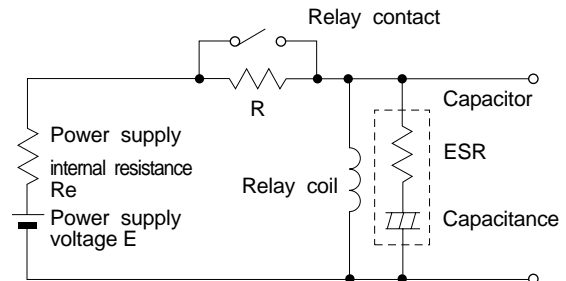 Relay contact
R
Capacitor
Power supply
internal resistance
Re
ESR
Relay coil
Power supply
voltage E
Capacitance